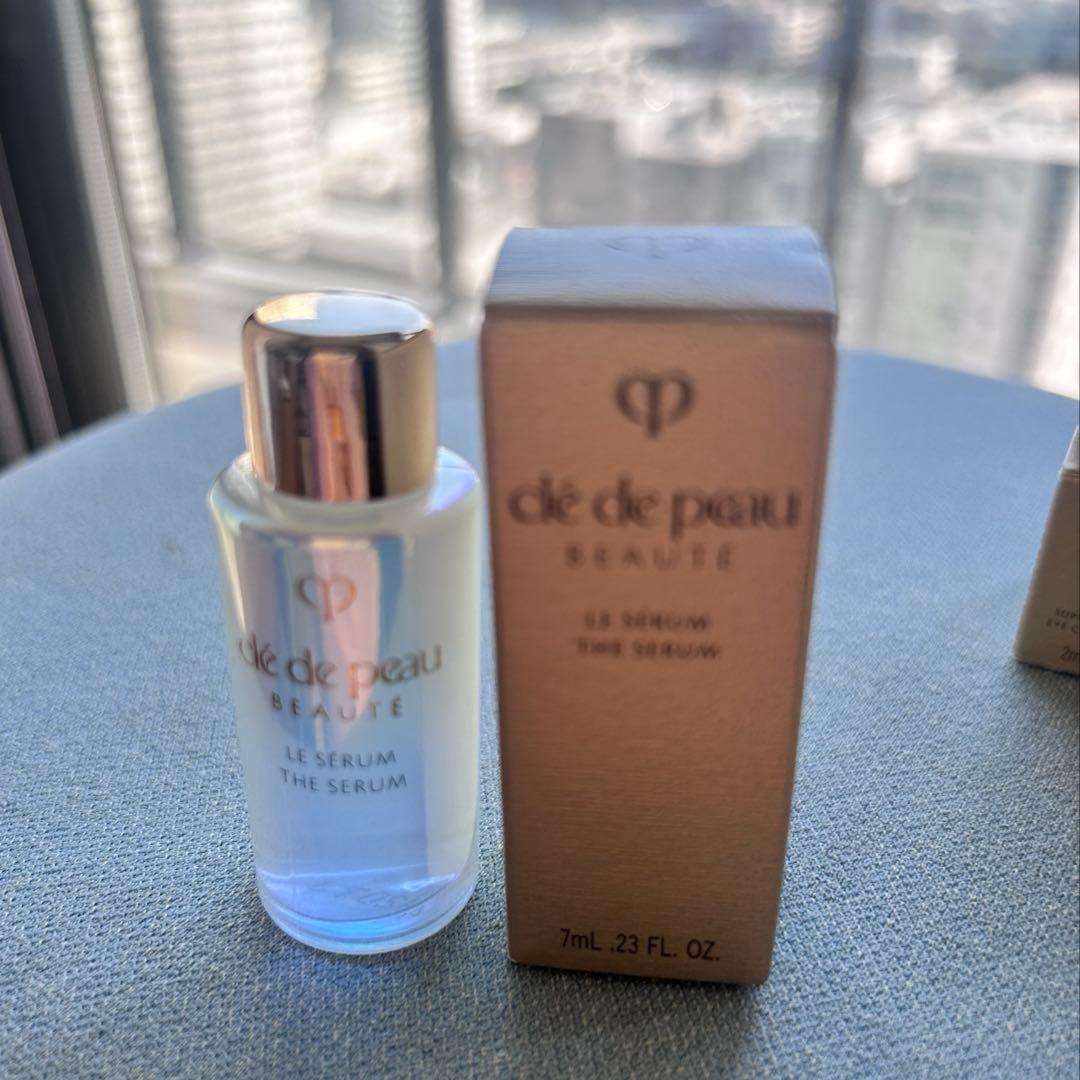 clé de peau
BEAUTÉ
LE SÉRUM
THE SERUM
clé de peau
BEAUTÉ
LE SÉRUM
THE SERUM
7mL .23 FL. OZ.